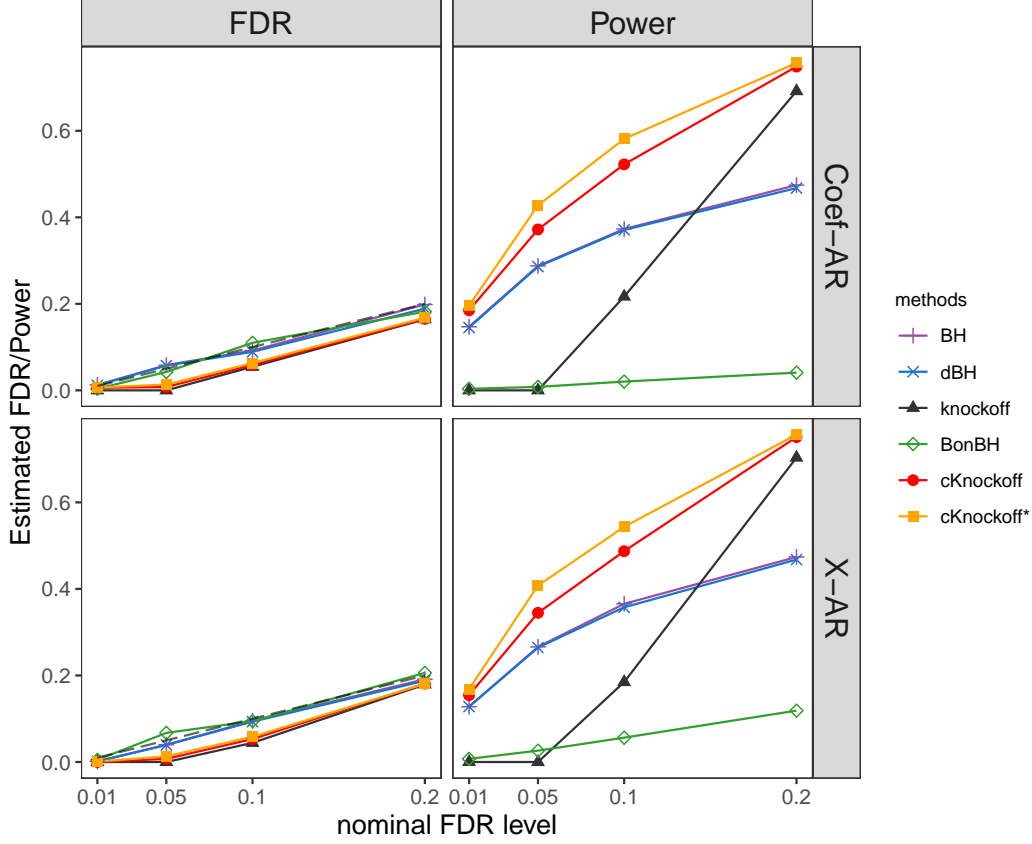 FDR
Power
Estimated FDR/Power
0.6
0.4
0.2
0.0
Coef−AR
0.6
0.4
0.2
0.0
X−AR
0.01 0.05 0.1 0.2
0.01 0.05 0.1 0.2
nominal FDR level
methods
BH
dBH
knockoff
BonBH
cKnockoff
cKnockoff*